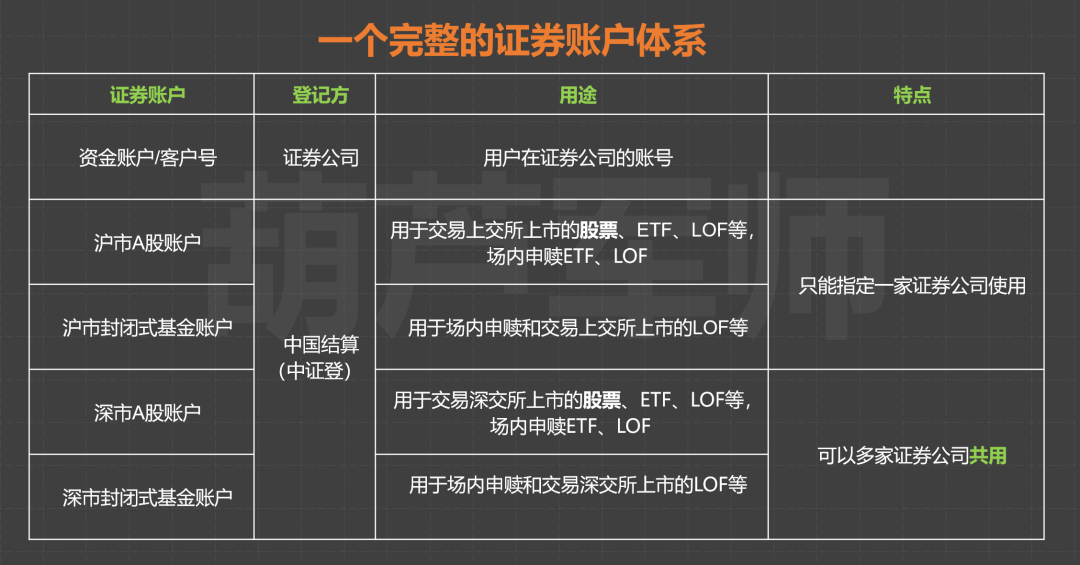 一个完整的证券账户体系
证券账户
登记方
用途
特点
资金账户/客户号
证券公司
用户在证券公司的账号
沪市A股账户
中国结算
（中证登）
用于交易上交所上市的股票、ETF、LOF等，
场内申赎ETF、LOF
只能指定一家证券公司使用
沪市封闭式基金账户
用于场内申赎和交易上交所上市的LOF等
深市A股账户
用于交易深交所上市的股票、ETF、LOF等，
场内申赎ETF、LOF
可以多家证券公司共用
深市封闭式基金账户
用于场内申赎和交易深交所上市的LOF等
葫芦军师